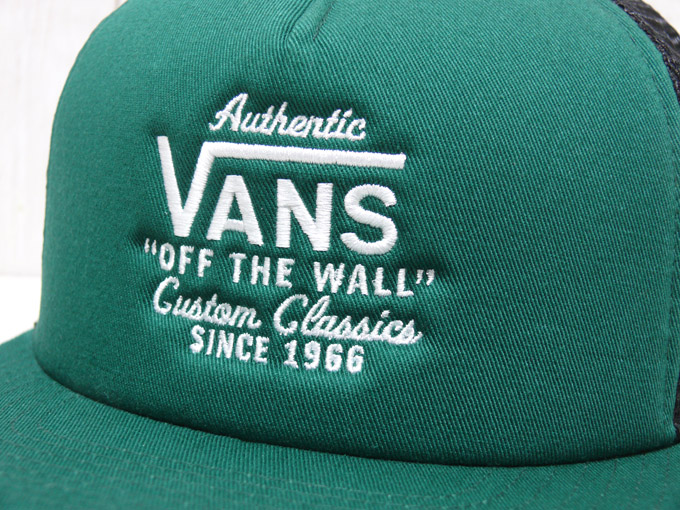 Authentic
VANS
"OFF THE WALL"
Custom Classics
SINCE 1966